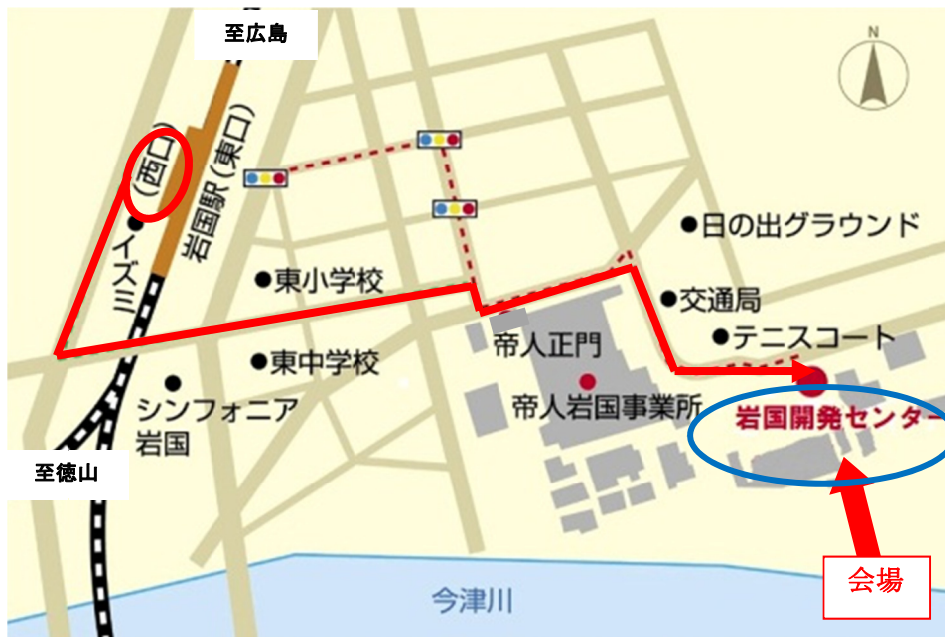 至広島
N
(西口)
岩国駅(東口)
イズミ
日の出グラウンド
東小学校
交通局
テニスコート
帝人正門
東中学校
帝人岩国事業所
岩国開発センター
シンフォニア
岩国
至徳山
会場
今津川